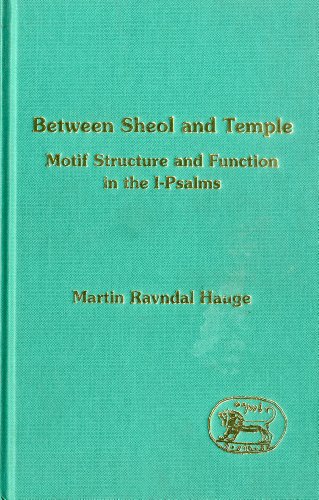 Between Sheol and Temple
Motif Structure and Function
in the I-Psalms
Martin Ravndal Hauge